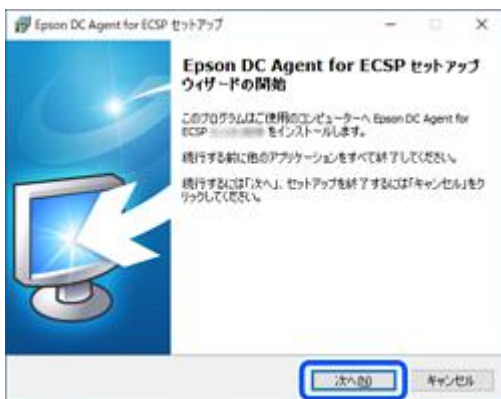 Epson DC Agent for ECSP セットアップ
Epson DC Agent for ECSP セットアップ
ウィザードの開始
このプログラムはご使用のコンピューターへ Epson DC Agent for
ECSP をインストールします。
続行する前に他のアプリケーションをすべて終了してください。
続行するには「次へ」、セットアップを終了するには「キャンセル」をク
リックしてください。
次へ(N)
キャンセル